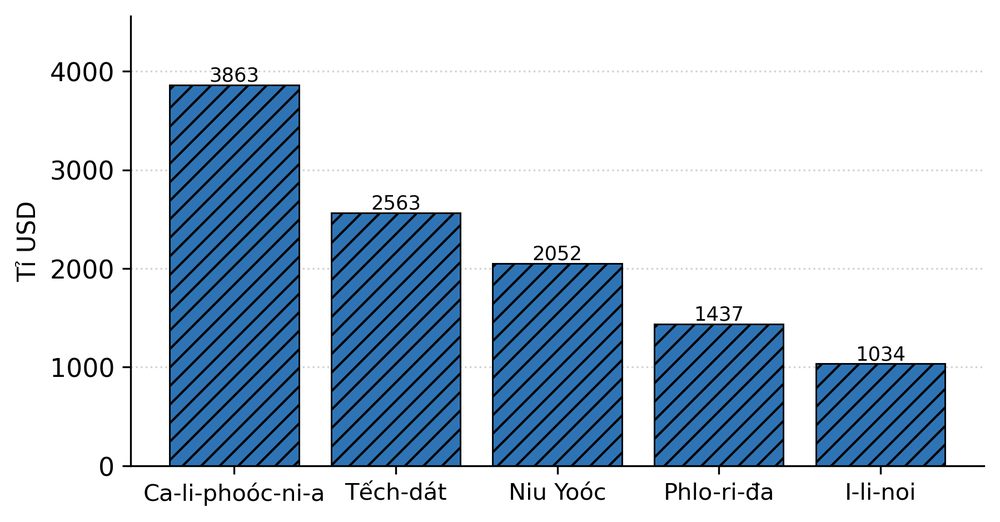 Tỉ USD
4000
3000
2000
1000
0
3863
2563
2052
1437
1034
Ca-li-phoóc-ni-a
Tếch-dát
Niu Yoóc
Phlo-ri-đa
I-li-noi